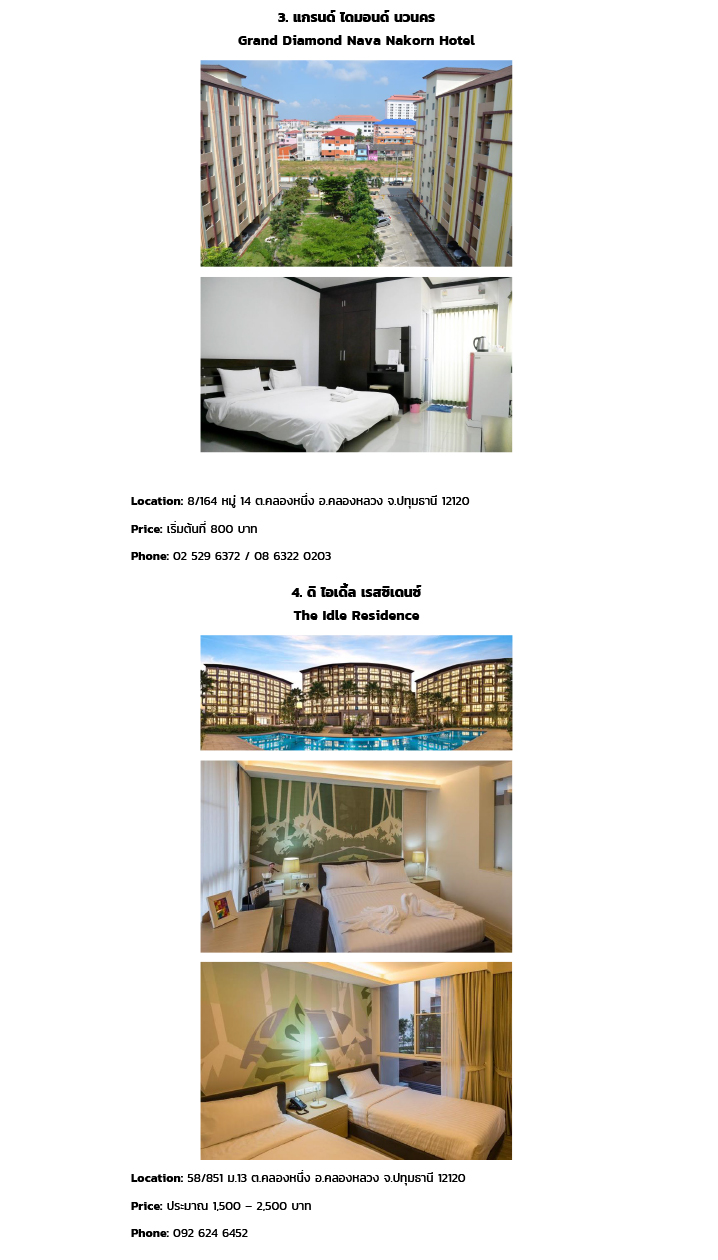 3. แกรนด์ ไดมอนด์ นวนคร
Grand Diamond Nava Nakorn Hotel
Location: 8/164 หมู่ 14 ต.คลองหนึ่ง อ.คลองหลวง จ.ปทุมธานี 12120
Price: เริ่มต้นที่ 800 บาท
Phone: 02 529 6372 / 08 6322 0203
4. ดิ ไอเดิ้ล เรสซิเดนซ์
The Idle Residence
Location: 58/851 ม.13 ต.คลองหนึ่ง อ.คลองหลวง จ.ปทุมธานี 12120
Price: ประมาณ 1,500 – 2,500 บาท
Phone: 092 624 6452